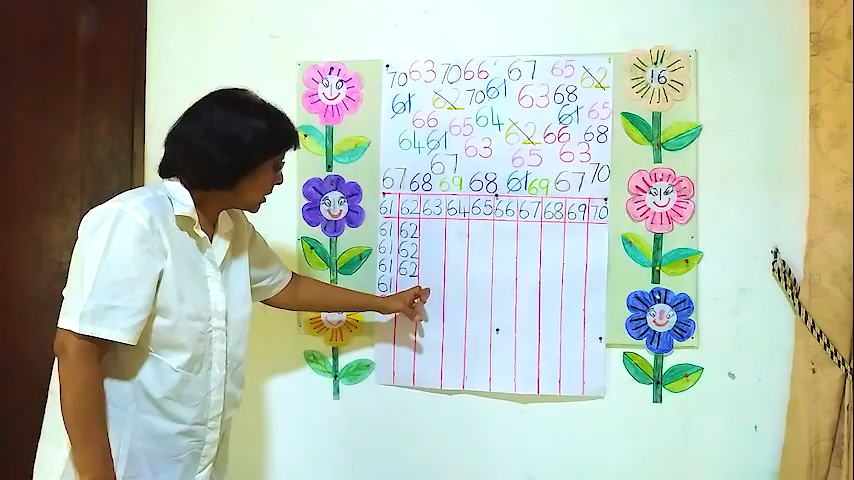 70 63 70 66 67 65 62
61 62 70 61 63 68 61 65
66 65 64 62 66 68
64 61 63 65 63
67
67 68 69 68 61 69 67 70
61 62 63 64 65 66 67 68 69 70
61 62
61 62
61 62
61
16